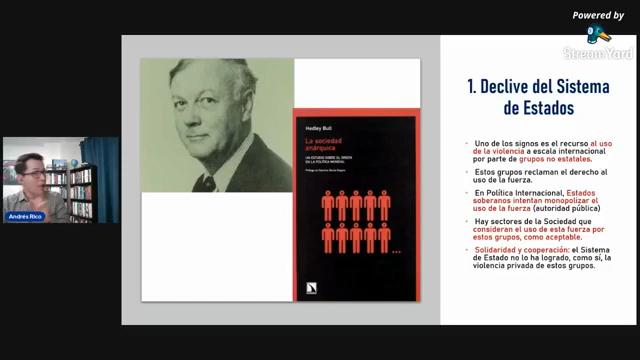 Powered by
StreamYard
1. Declive del Sistema
de Estados
Hedley Bull
La sociedad
anárquica
UN ESTUDIO SOBRE EL ORDEN
EN LA POLÍTICA MUNDIAL
• Uno de los signos es el recurso al uso
de la violencia a escala internacional
por parte de grupos no estatales.
• Estos grupos reclaman el derecho al
uso de la fuerza.
• En Política Internacional, Estados
soberanos intentan monopolizar el
uso de la fuerza (autoridad pública)
• Hay sectores de la Sociedad que
consideran el uso de esta fuerza por
estos grupos, como aceptable.
• Solidaridad y cooperación: el Sistema
de Estado no lo ha logrado, como sí, la
violencia privada de estos grupos.
Andrés Rico